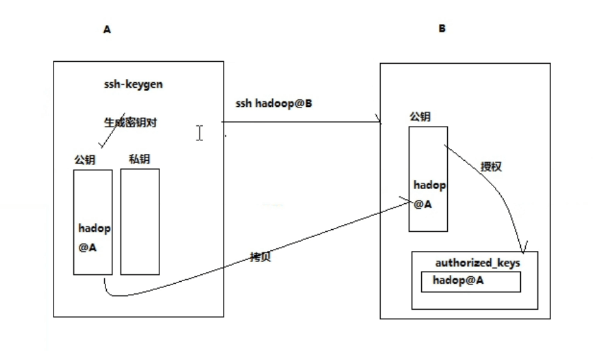 A
B
ssh-keygen
ssh hadoop@B
生成密钥对
公钥
私钥
公钥
授权
hadop
@A
hadop
@A
拷贝
authorized_keys
hadop@A